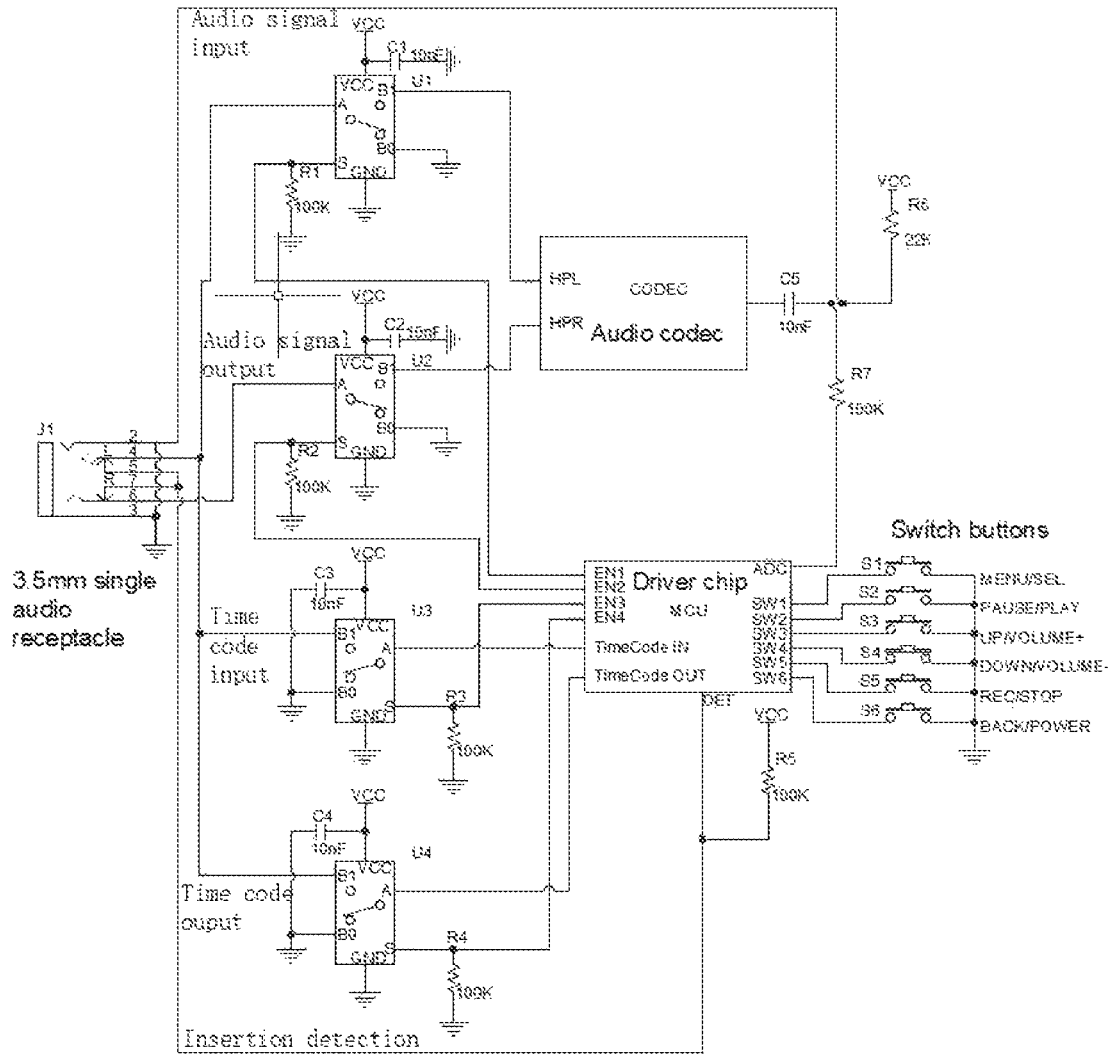 Audio signal
input
VCC
C1
10nF
U1
VCC
B1
A
B0
S
GND
R1
100K
VCC
R6
22K
CODEC
HPL
HPR
Audio codec
C5
10nF
VCC
C2
10nF
U2
Audio signal
output
VCC
B1
A
B0
S
GND
R2
100K
R7
100K
J1
2
4
5
7
6
3
3.5mm single
audio
receptacle
VCC
C3
10nF
U3
Time
code
input
B1
VCC
A
B0
S
GND
R3
100K
EN1
EN2
EN3
EN4
Driver chip
MCU
TimeCode IN
TimeCode OUT
ADC
SW1
SW2
SW3
SW4
SW5
SW6
DET
Switch buttons
S1
MENU/SEL
S2
PAUSE/PLAY
S3
UP/VOLUME+
S4
DOWN/VOLUME-
S5
REC/STOP
S6
BACK/POWER
VCC
R5
100K
VCC
C4
10nF
U4
VCC
B1
A
B0
S
GND
Time code
ouput
R4
100K
Insertion detection